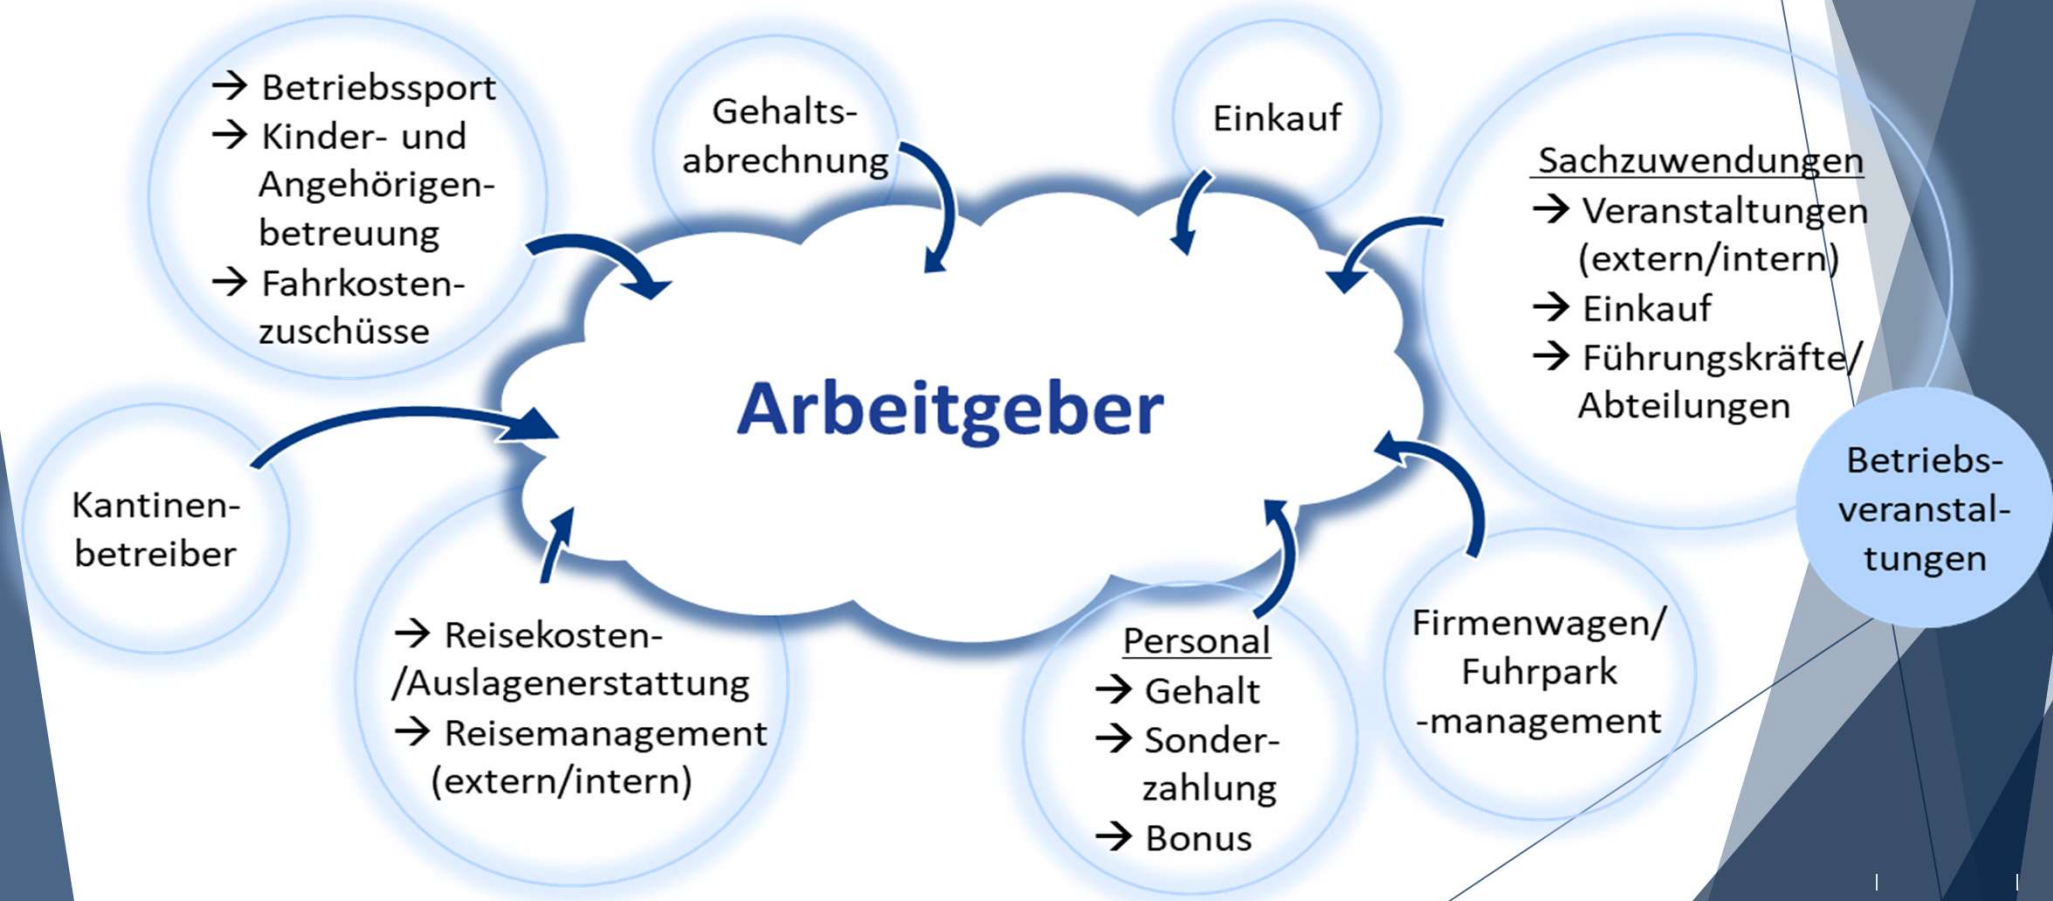 → Betriebssport
→ Kinder- und
Angehörigen-
betreuung
→ Fahrkosten-
zuschüsse
Gehalts-
abrechnung
Einkauf
Sachzuwendungen
→ Veranstaltungen
(extern/intern)
→ Einkauf
→ Führungskräfte/
Abteilungen
Betriebs-
veranstal-
tungen
Arbeitgeber
Kantinen-
betreiber
→ Reisekosten-
/Auslagenerstattung
→ Reisemanagement
(extern/intern)
Personal
→ Gehalt
→ Sonder-
zahlung
→ Bonus
Firmenwagen/
Fuhrpark
-management